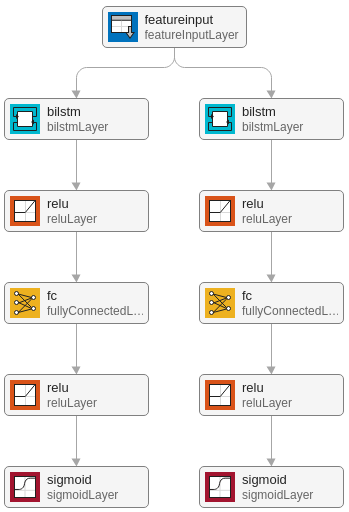 featureinput
featureInputLayer
bilstm
bilstmLayer
bilstm
bilstmLayer
relu
reluLayer
relu
reluLayer
fc
fullyConnectedL...
fc
fullyConnectedL...
relu
reluLayer
relu
reluLayer
sigmoid
sigmoidLayer
sigmoid
sigmoidLayer